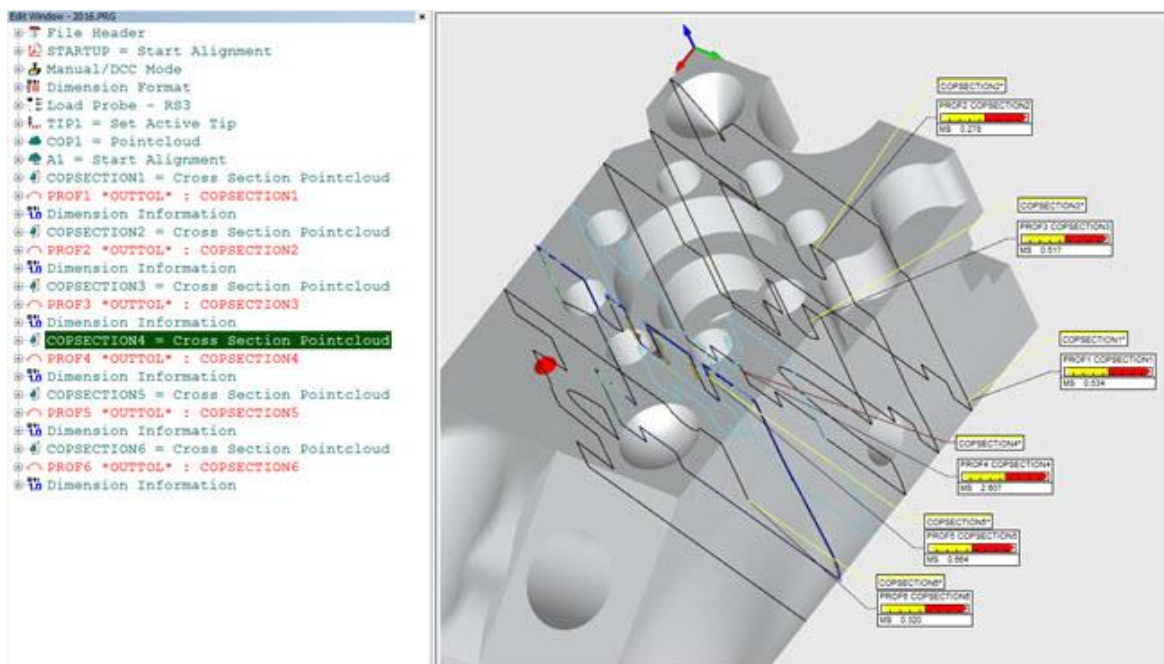 Edit Window - 2016.PRG
File Header
STARTUP = Start Alignment
Manual/DCC Mode
Dimension Format
Load Probe - RS3
TIP1 = Set Active Tip
COP1 = Pointcloud
A1 = Start Alignment
COPSECTION1 = Cross Section Pointcloud
PROF1 *OUTTOL* : COPSECTION1
Dimension Information
COPSECTION2 = Cross Section Pointcloud
PROF2 *OUTTOL* : COPSECTION2
Dimension Information
COPSECTION3 = Cross Section Pointcloud
PROF3 *OUTTOL* : COPSECTION3
Dimension Information
COPSECTION4 = Cross Section Pointcloud
PROF4 *OUTTOL* : COPSECTION4
Dimension Information
COPSECTION5 = Cross Section Pointcloud
PROF5 *OUTTOL* : COPSECTION5
Dimension Information
COPSECTION6 = Cross Section Pointcloud
PROF6 *OUTTOL* : COPSECTION6
Dimension Information
COPSECTION2*
PROF2 COPSECTION2
MS 0.278
COPSECTION3*
PROF3 COPSECTION3
MS 0.517
COPSECTION1*
PROF1 COPSECTION1
MS 0.534
COPSECTION4*
PROF4 COPSECTION4
MS 2.607
COPSECTION5*
PROF5 COPSECTION5
MS 0.664
COPSECTION6*
PROF6 COPSECTION6
MS 0.320